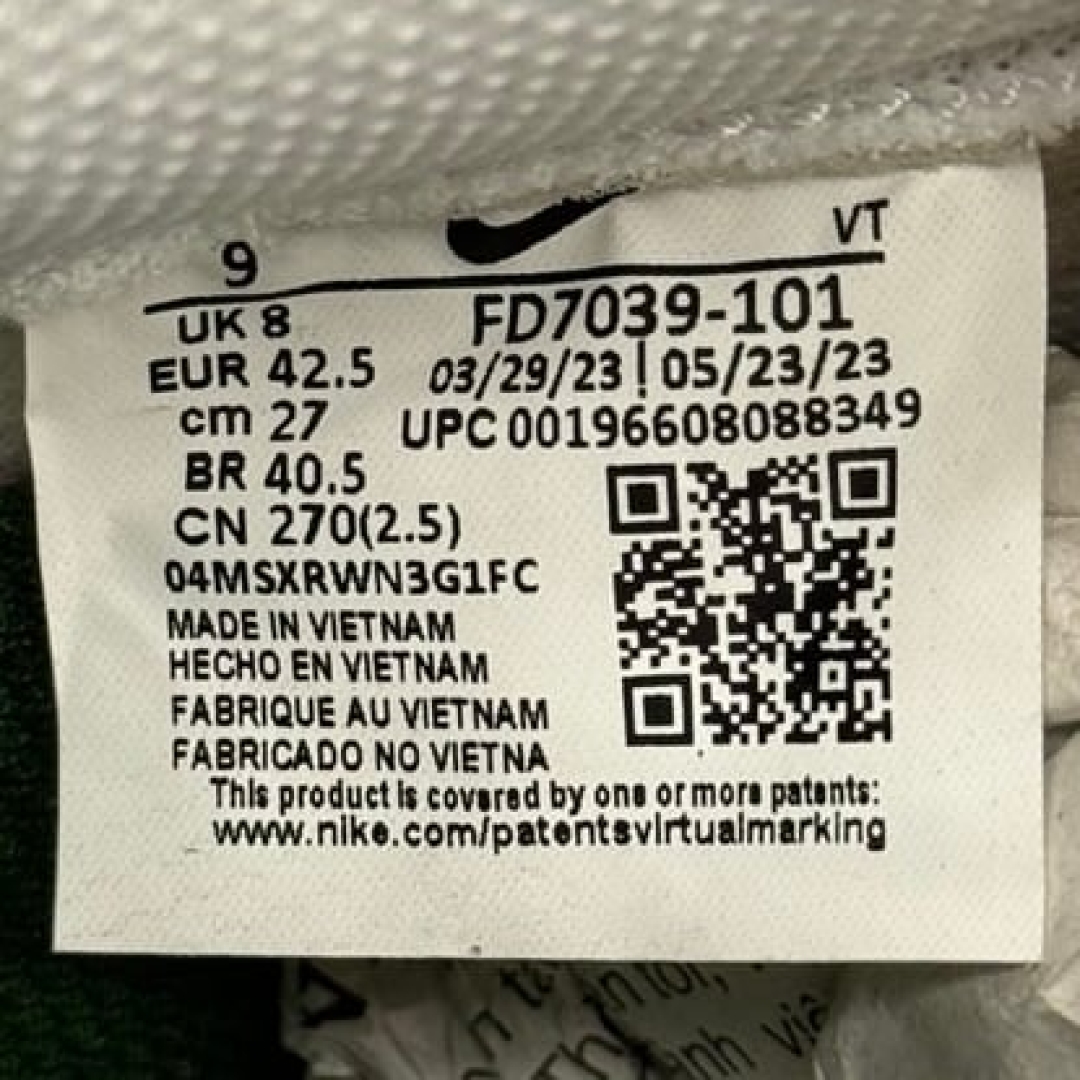 9 VT
UK 8 FD7039-101
EUR 42.5 03/29/23 | 05/23/23
cm 27 UPC 00196608088349
BR 40.5
CN 270(2.5)
04MSXRWN3G1FC
MADE IN VIETNAM
HECHO EN VIETNAM
FABRIQUE AU VIETNAM
FABRICADO NO VIETNA
This product is covered by one or more patents:
www.nike.com/patentsvirtualmarking